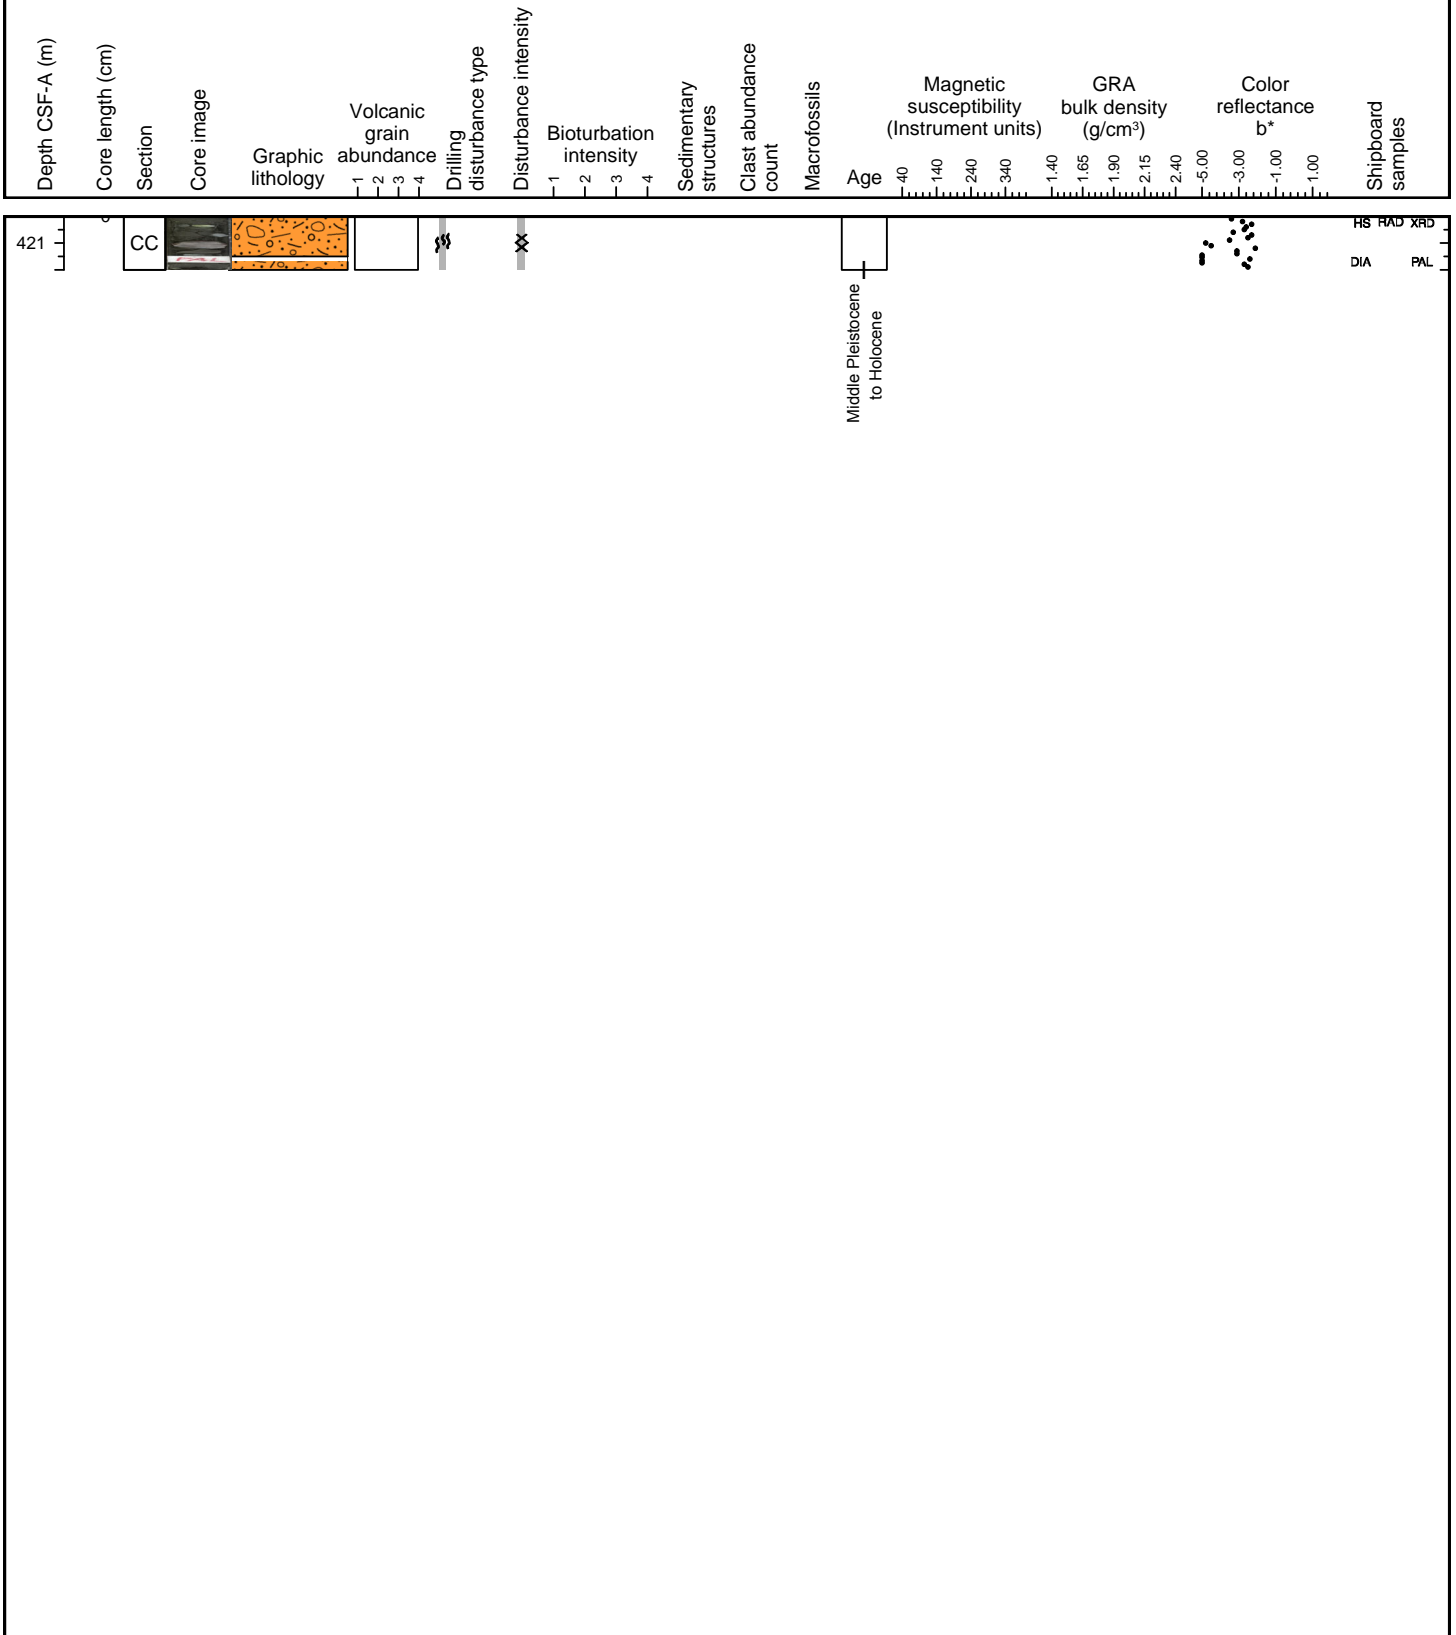 Depth CSF-A (m)
Core length (cm)
Section
Core image
Graphic
lithology
Volcanic
grain
abundance
1 2 3 4
Drilling
disturbance type
Disturbance intensity
Bioturbation
intensity
1 2 3 4
Sedimentary
structures
Clast abundance
count
Macrofossils
Age
Magnetic
susceptibility
(Instrument units)
40 140 240 340
GRA
bulk density
(g/cm³)
1.40 1.65 1.90 2.15 2.40
Color
reflectance
b*
-5.00 -3.00 -1.00 1.00
Shipboard
samples
421
0
CC
PAL
HS RAD XRD
DIA PAL
Middle Pleistocene
to Holocene